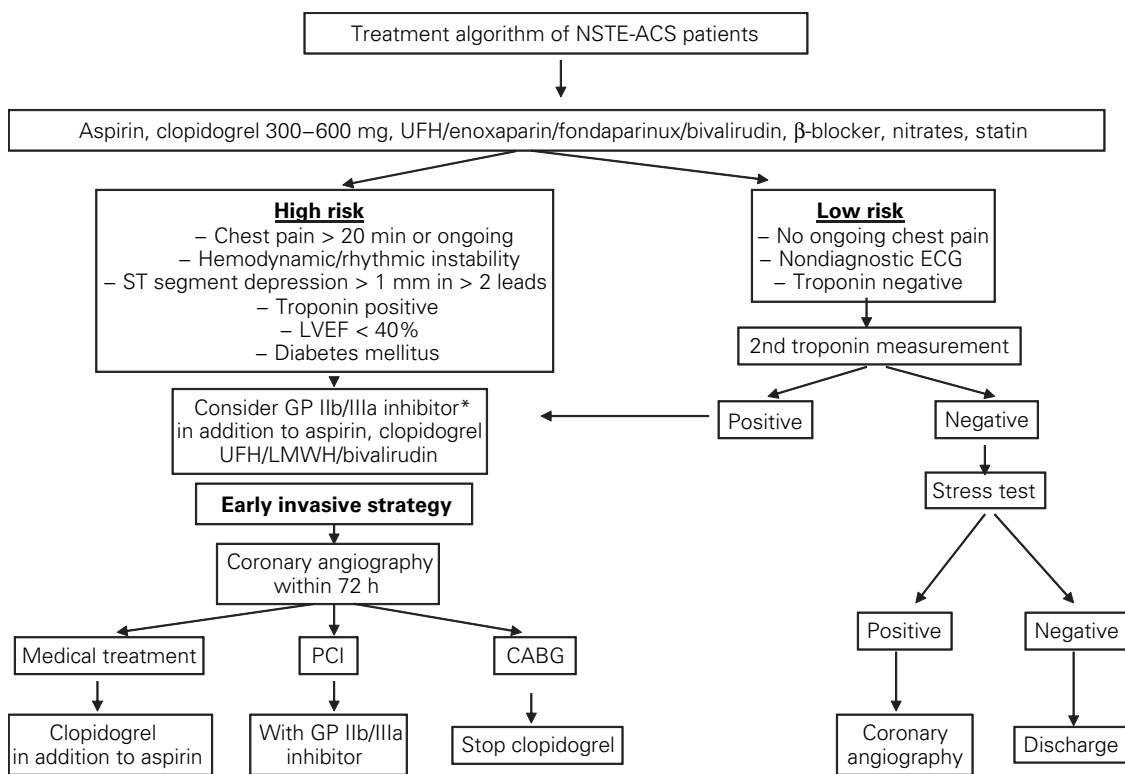 Treatment algorithm of NSTE-ACS patients
Aspirin, clopidogrel 300–600 mg, UFH/enoxaparin/fondaparinux/bivalirudin, β-blocker, nitrates, statin
High risk
– Chest pain > 20 min or ongoing
– Hemodynamic/rhythmic instability
– ST segment depression > 1 mm in > 2 leads
– Troponin positive
– LVEF < 40%
– Diabetes mellitus
Low risk
– No ongoing chest pain
– Nondiagnostic ECG
– Troponin negative
2nd troponin measurement
Consider GP IIb/IIIa inhibitor*
in addition to aspirin, clopidogrel
UFH/LMWH/bivalirudin
Positive
Negative
Early invasive strategy
Stress test
Coronary angiography
within 72 h
Positive
Negative
Medical treatment
PCI
CABG
Clopidogrel
in addition to aspirin
With GP IIb/IIIa
inhibitor
Stop clopidogrel
Coronary
angiography
Discharge